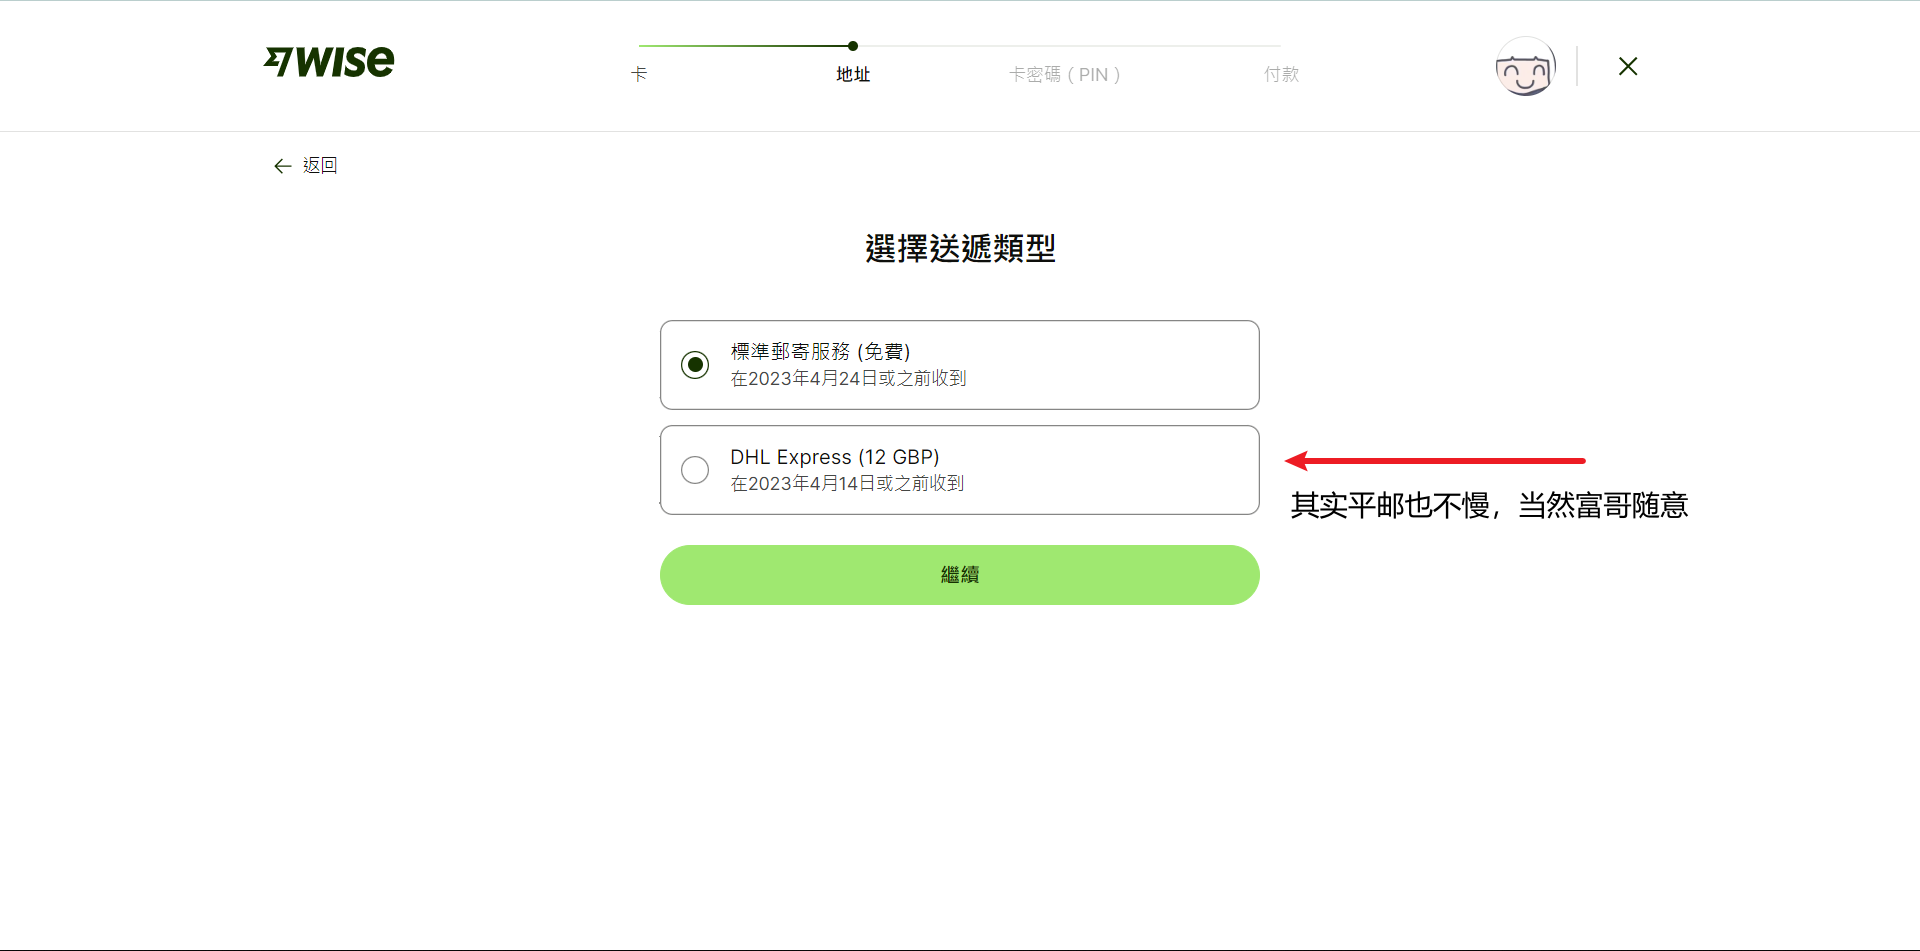 WISE
卡
地址
卡密碼 ( PIN )
付款
返回
選擇送遞類型
標準郵寄服務 (免費)
在2023年4月24日或之前收到
DHL Express (12 GBP)
在2023年4月14日或之前收到
其实平邮也不慢，当然富哥随意
繼續